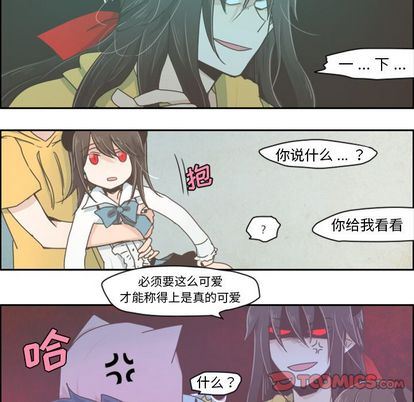 一 ... 下 ...
抱
你说什么 ... ?
?
你给我看看
必须要这么可爱
才能称得上是真的可爱
哈
什么?
TOOMICS.COM